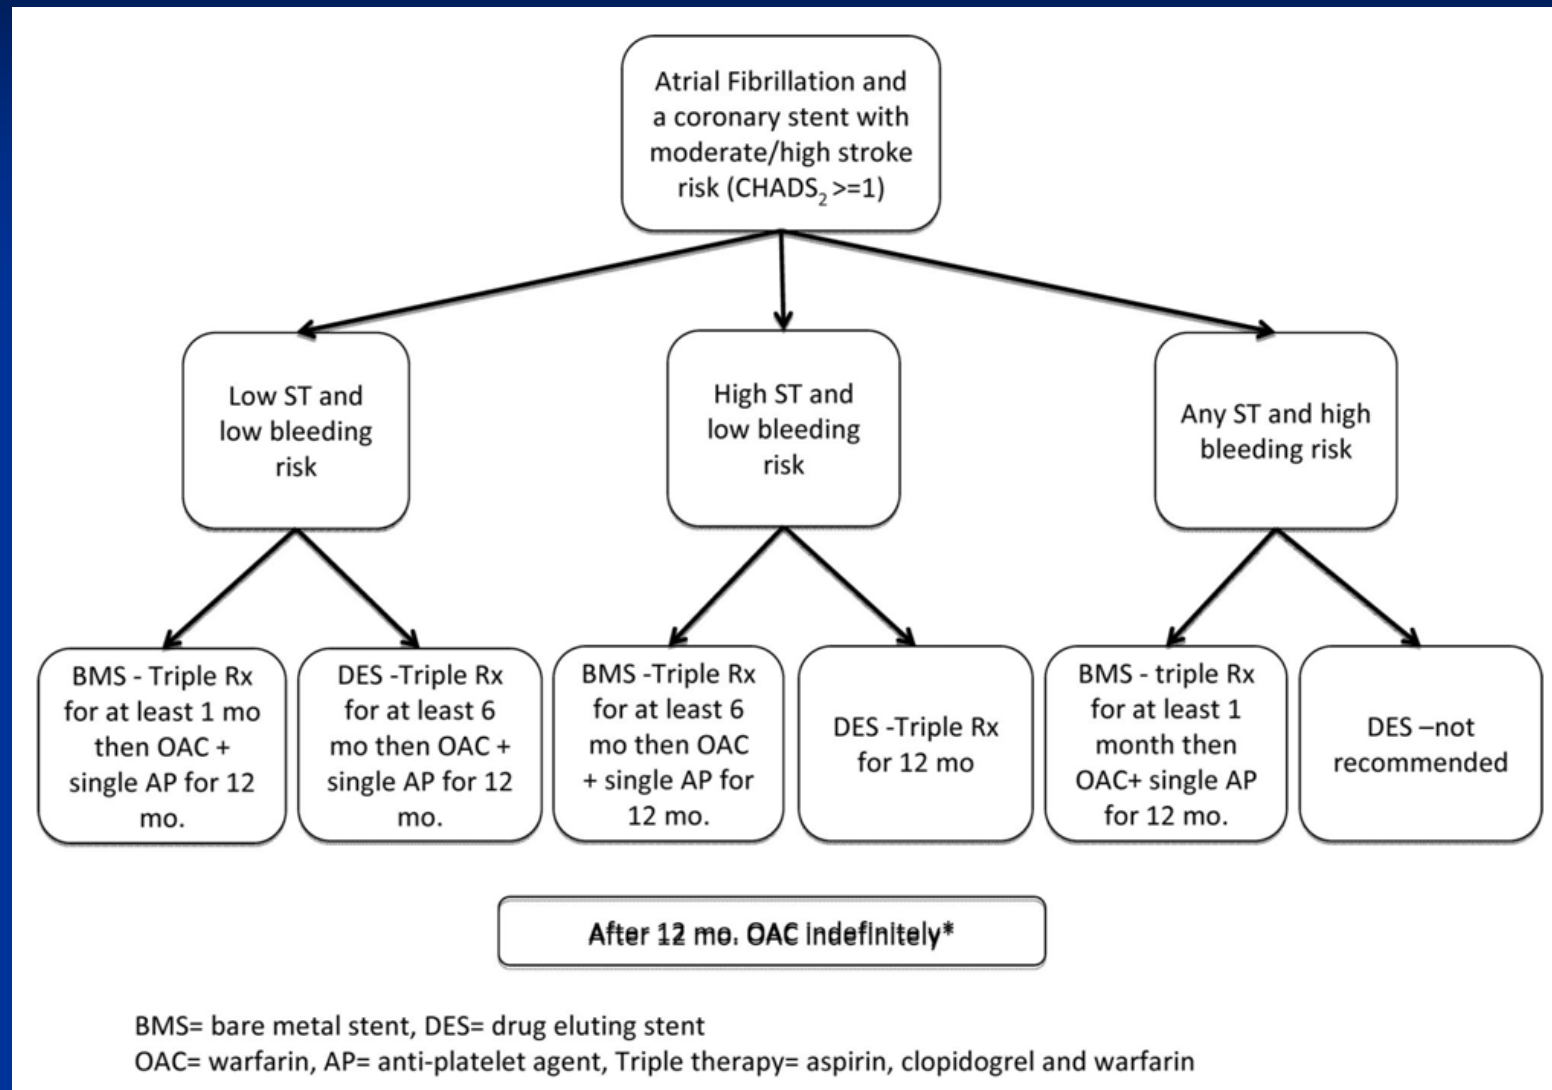 Atrial Fibrillation and
a coronary stent with
moderate/high stroke
risk (CHADS2 >=1)
Low ST and
low bleeding
risk
High ST and
low bleeding
risk
Any ST and high
bleeding risk
BMS - Triple Rx
for at least 1 mo
then OAC +
single AP for 12
mo.
DES -Triple Rx
for at least 6
mo then OAC +
single AP for 12
mo.
BMS -Triple Rx
for at least 6
mo then OAC
+ single AP for
12 mo.
DES -Triple Rx
for 12 mo
BMS - triple Rx
for at least 1
month then
OAC+ single AP
for 12 mo.
DES –not
recommended
After 12 mo. OAC indefinitely*
BMS= bare metal stent, DES= drug eluting stent
OAC= warfarin, AP= anti-platelet agent, Triple therapy= aspirin, clopidogrel and warfarin